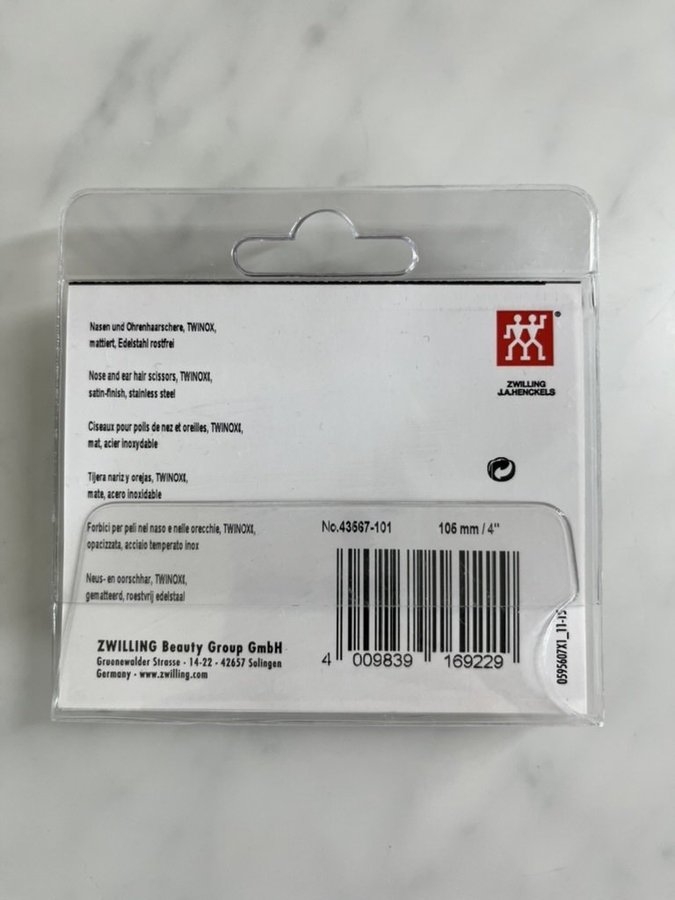 Nasen und Ohrenhaarschere, TWINOX,
mattiert, Edelstahl rostfrei
Nose and ear hair scissors, TWINOX,
satin-finish, stainless steel
Ciseaux pour poils de nez et oreilles, TWINOX,
mat, acier inoxydable
Tijera nariz y orejas, TWINOX,
mate, acero inoxidable
Forbici per peli nel naso e nelle orecchie, TWINOX,
opacizzata, acciaio temperato inox
Neus- en oorschhar, TWINOX,
gematteerd, roestvrij edelstaal
ZWILLING Beauty Group GmbH
Gruenewalder Strasse - 14-22 - 42657 Solingen
Germany - www.zwilling.com
®
ZWILLING
J.A.HENCKELS
No.43567-101 106 mm / 4"
4 009839 169229